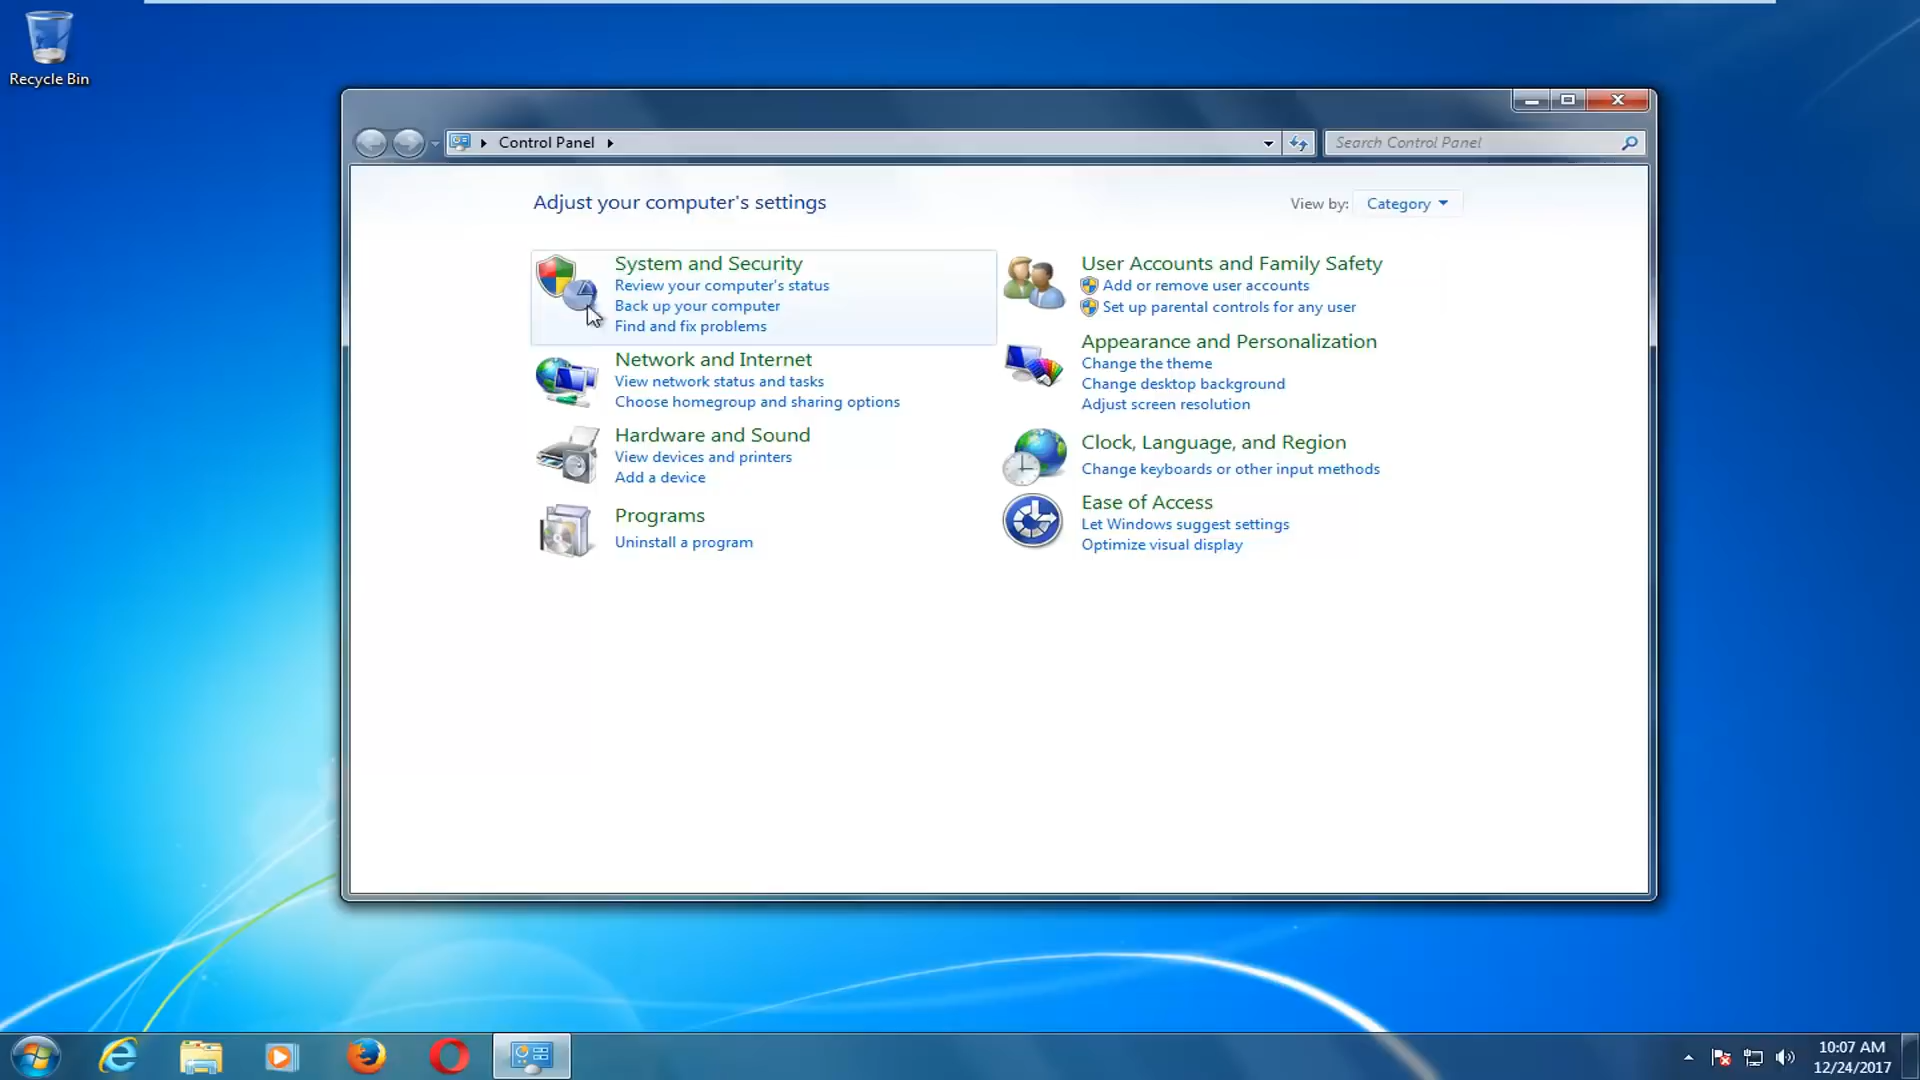 Recycle Bin
Control Panel
Search Control Panel
Adjust your computer's settings
View by: Category
System and Security
Review your computer's status
Back up your computer
Find and fix problems
Network and Internet
View network status and tasks
Choose homegroup and sharing options
Hardware and Sound
View devices and printers
Add a device
Programs
Uninstall a program
User Accounts and Family Safety
Add or remove user accounts
Set up parental controls for any user
Appearance and Personalization
Change the theme
Change desktop background
Adjust screen resolution
Clock, Language, and Region
Change keyboards or other input methods
Ease of Access
Let Windows suggest settings
Optimize visual display
10:07 AM
12/24/2017